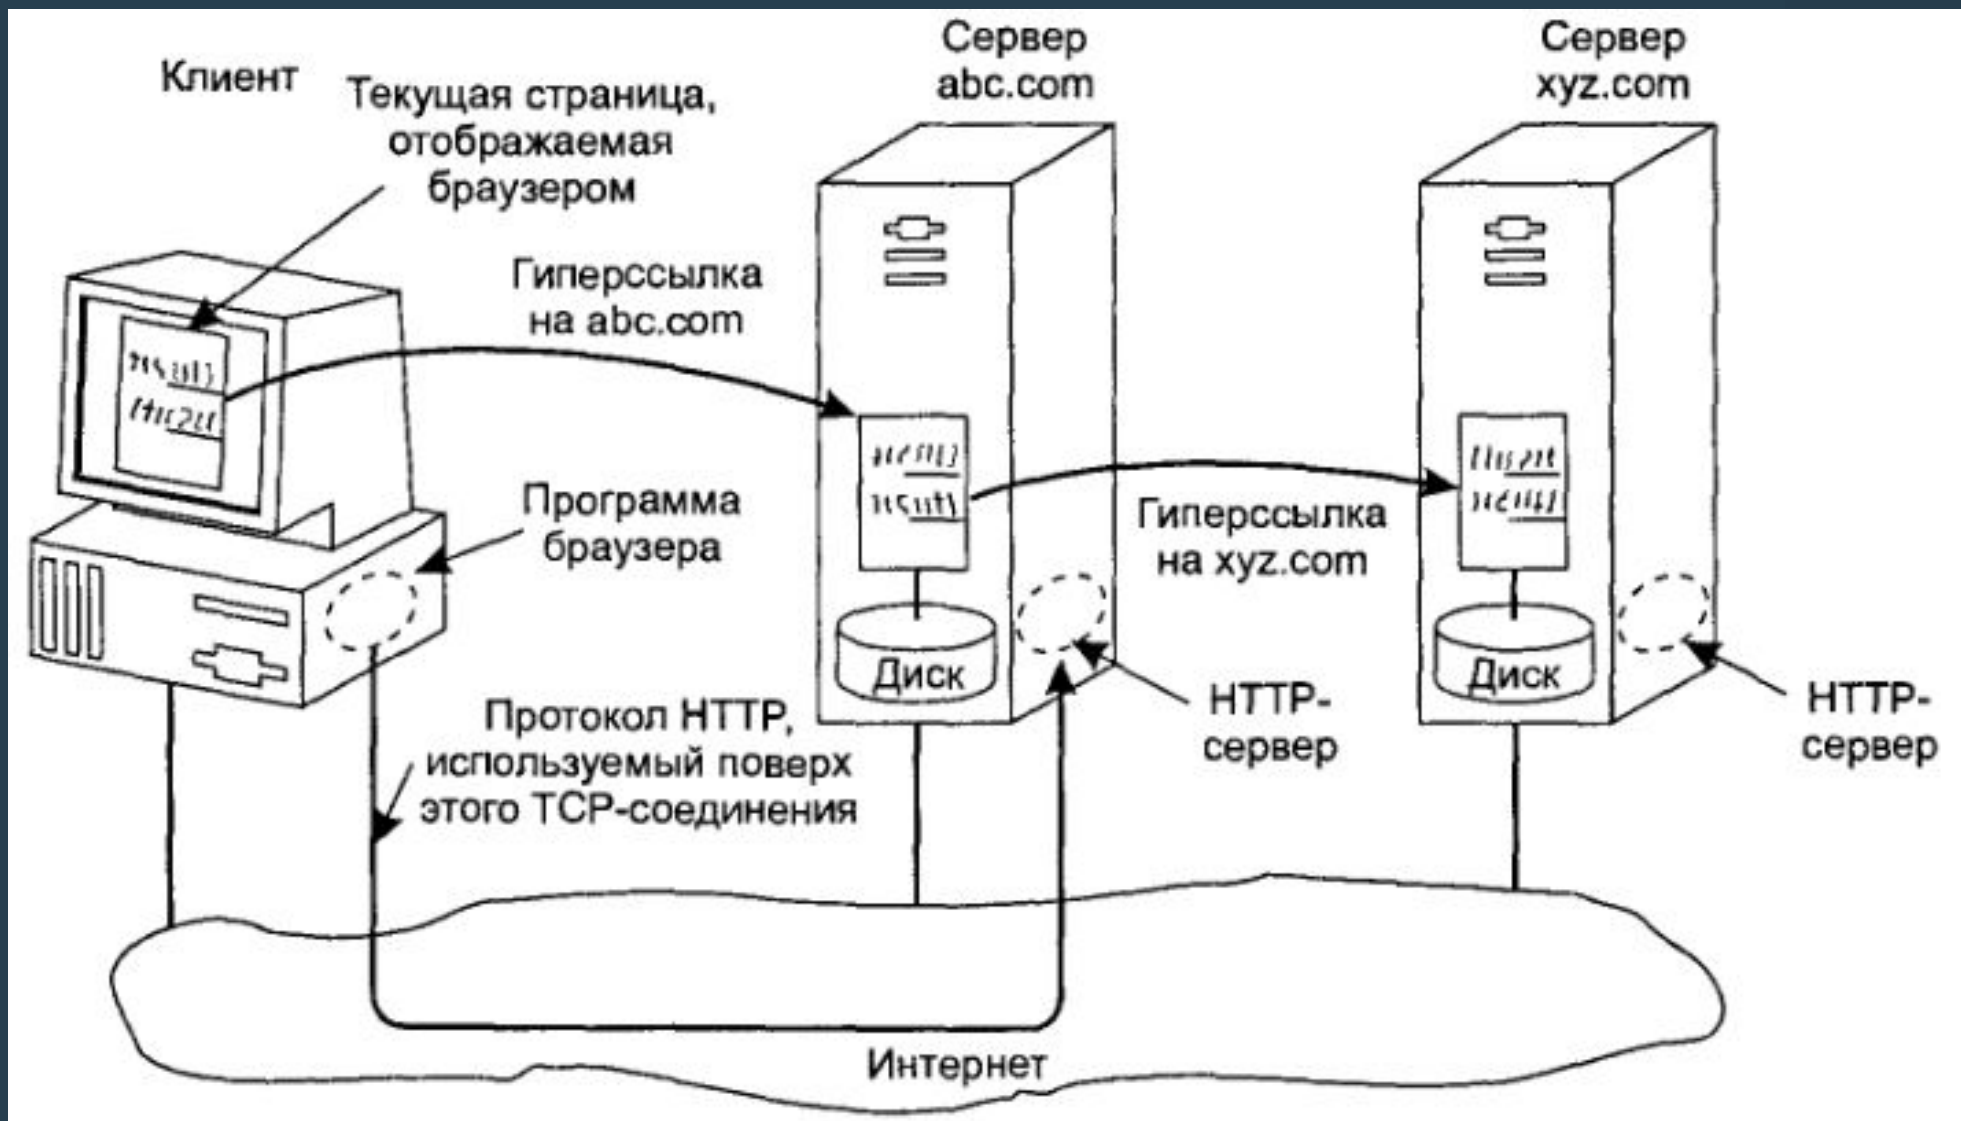 Клиент
Текущая страница,
отображаемая
браузером
Сервер
abc.com
Сервер
xyz.com
Гиперссылка
на abc.com
Программа
браузера
Гиперссылка
на xyz.com
Диск
Диск
Протокол HTTP,
используемый поверх
этого TCP-соединения
HTTP-
сервер
HTTP-
сервер
Интернет